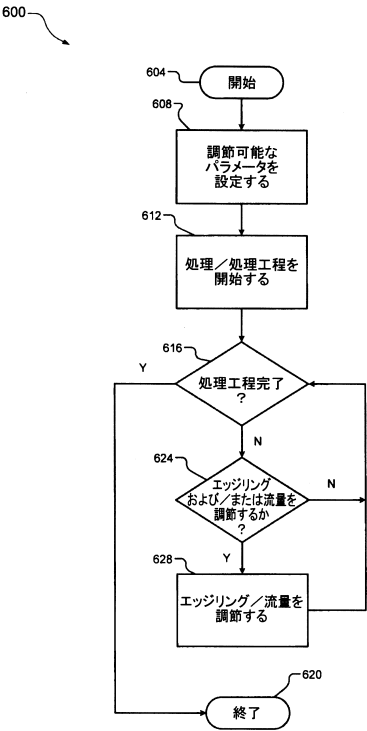 600
604
開始
608
調節可能な
パラメータを
設定する
612
処理／処理工程を
開始する
616
Y
処理工程完了
？
N
624
エッジリング
および／または流量を
調節するか
？
N
Y
628
エッジリング／流量を
調節する
620
終了